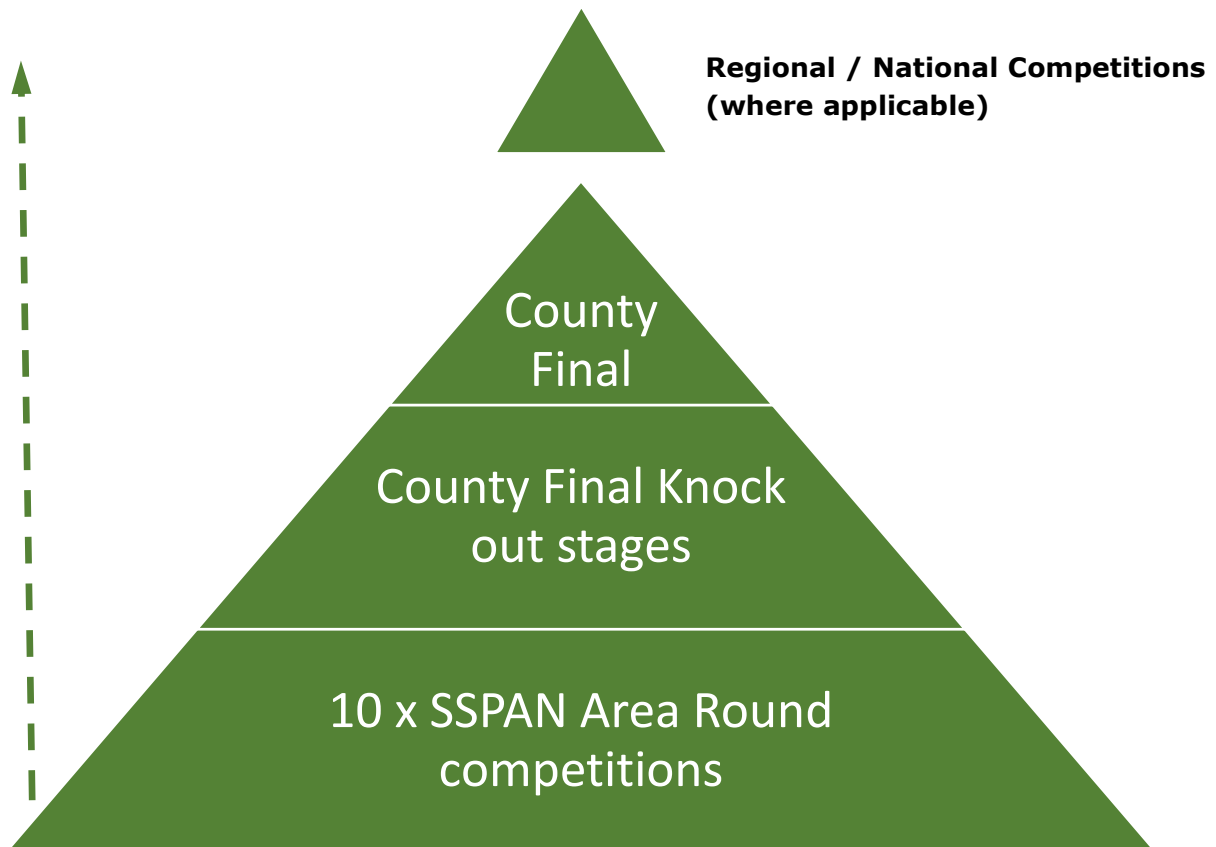 Regional / National Competitions
(where applicable)
County
Final
County Final Knock
out stages
10 x SSPAN Area Round
competitions